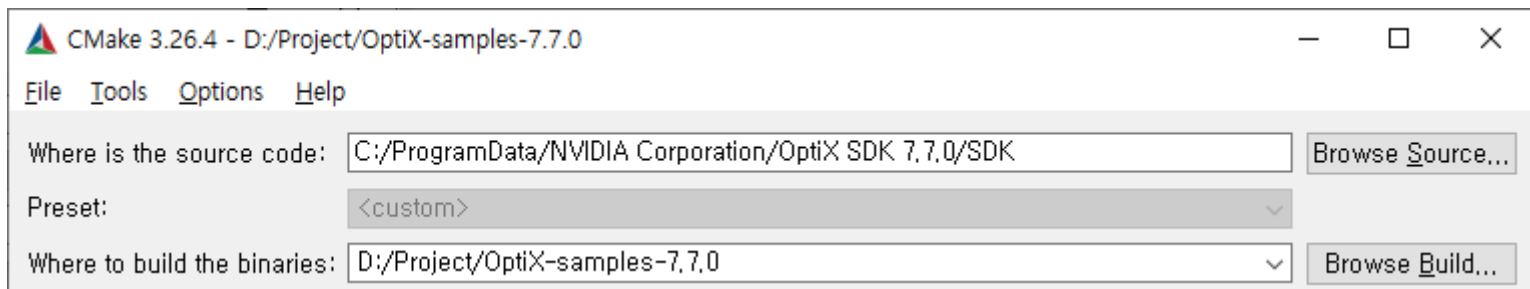 CMake 3.26.4 - D:/Project/OptiX-samples-7.7.0
File Tools Options Help
Where is the source code: C:/ProgramData/NVIDIA Corporation/OptiX SDK 7.7.0/SDK Browse Source...
Preset: <custom>
Where to build the binaries: D:/Project/OptiX-samples-7.7.0 Browse Build...